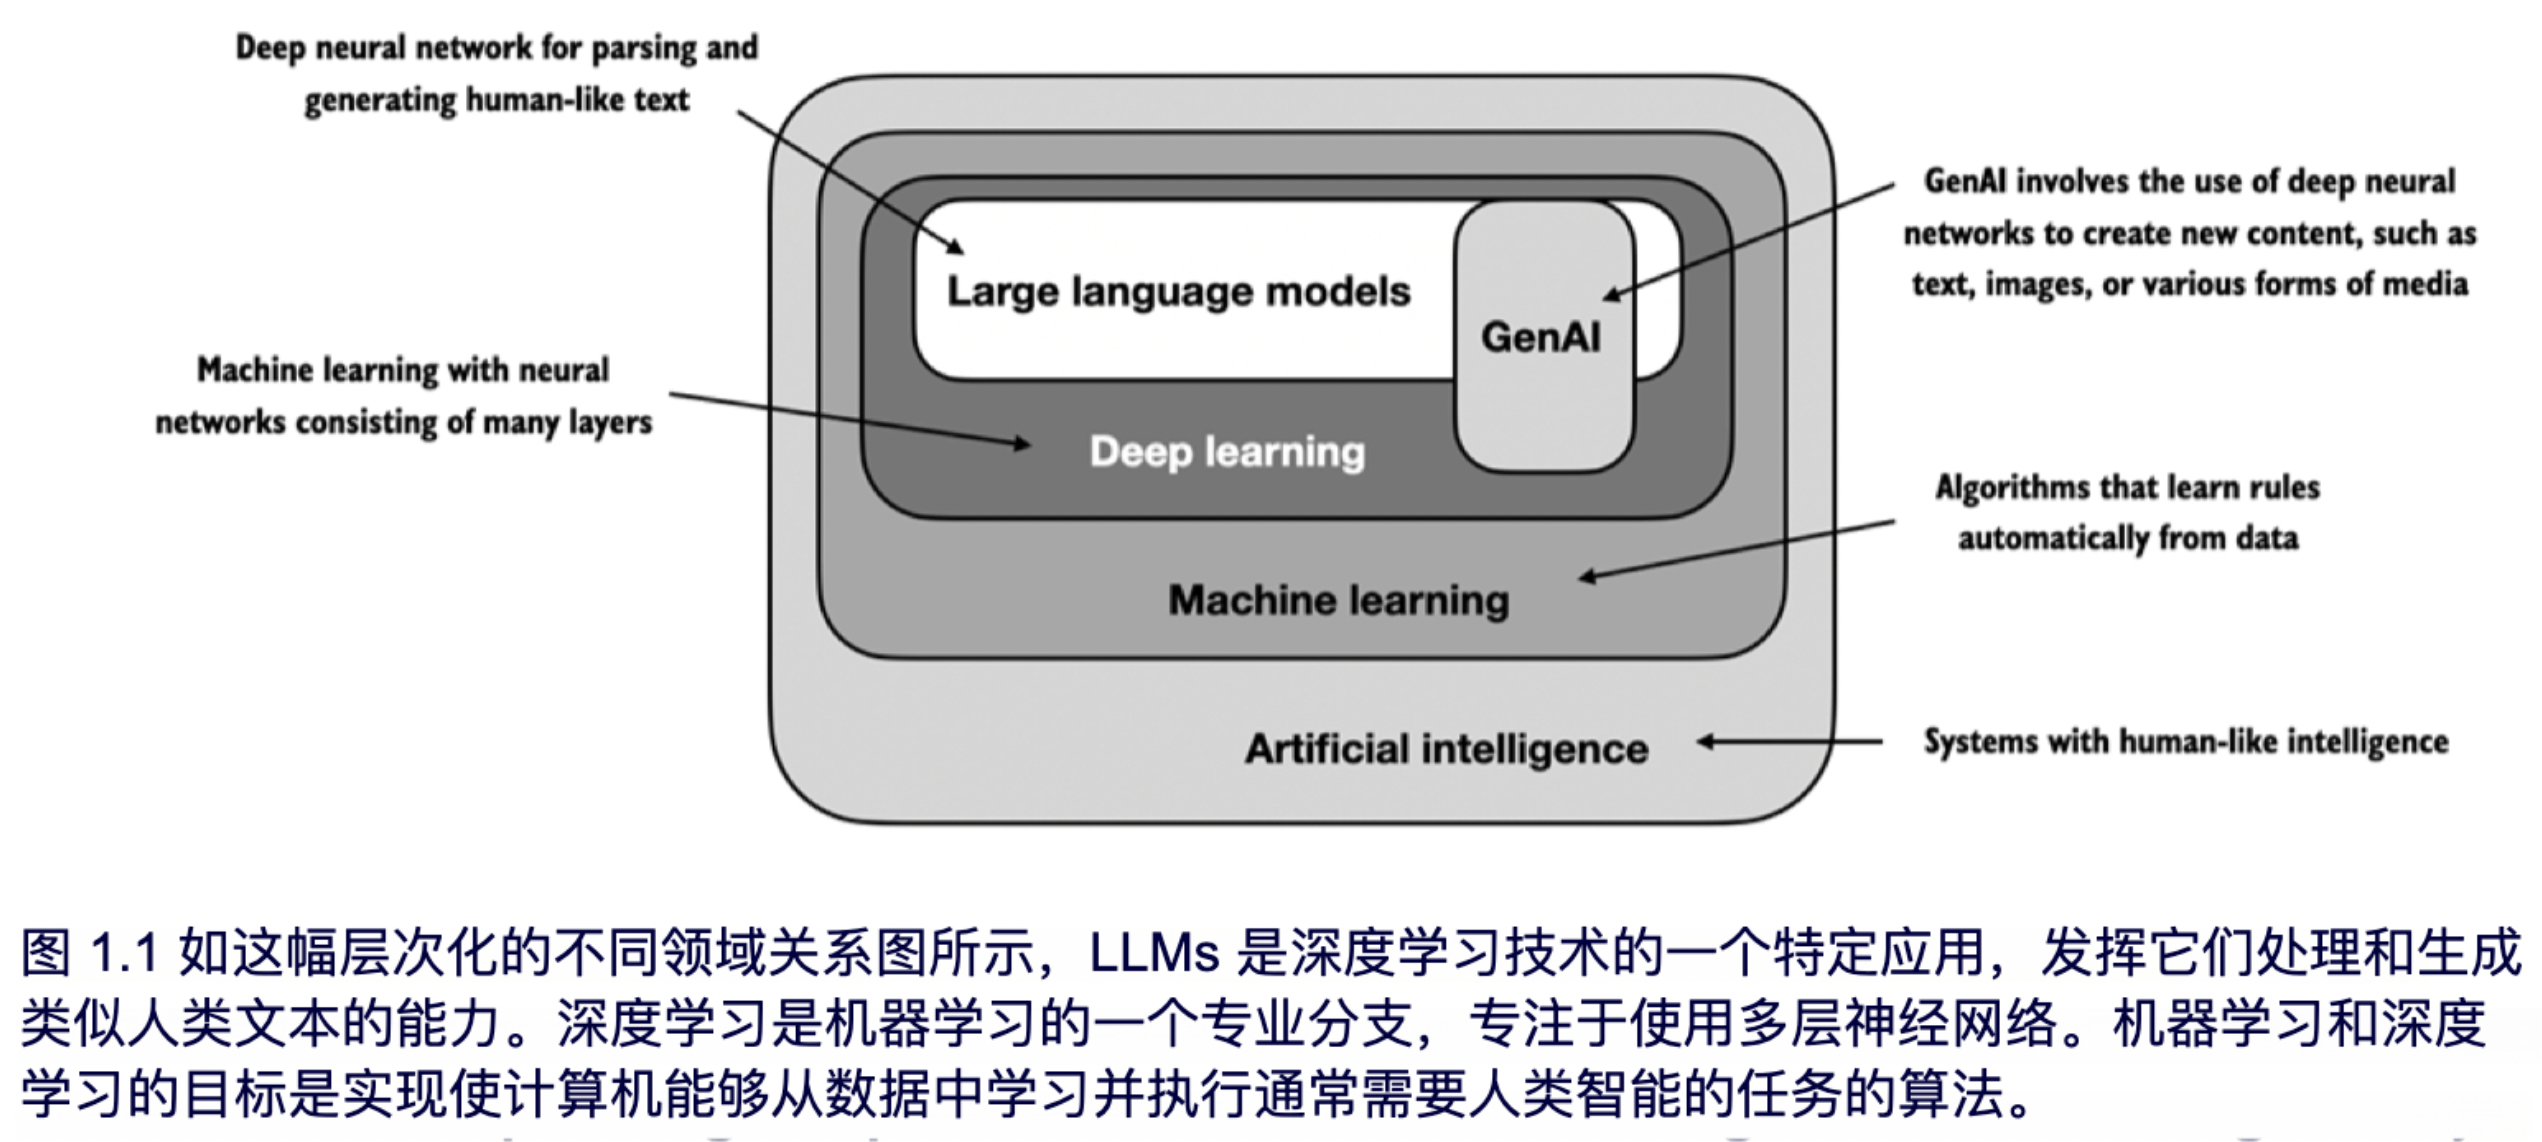 Deep neural network for parsing and
generating human-like text
GenAI involves the use of deep neural
networks to create new content, such as
text, images, or various forms of media
Large language models
GenAI
Machine learning with neural
networks consisting of many layers
Deep learning
Algorithms that learn rules
automatically from data
Machine learning
Artificial intelligence
Systems with human-like intelligence
图 1.1 如这幅层次化的不同领域关系图所示，LLMs 是深度学习技术的一个特定应用，发挥它们处理和生成
类似人类文本的能力。深度学习是机器学习的一个专业分支，专注于使用多层神经网络。机器学习和深度
学习的目标是实现使计算机能够从数据中学习并执行通常需要人类智能的任务的算法。